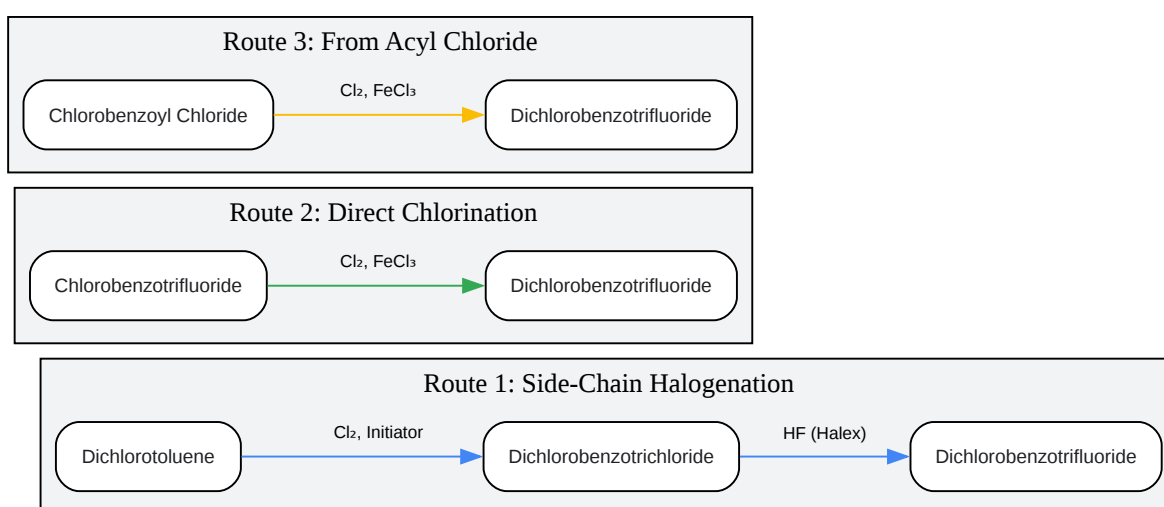 Route 3: From Acyl Chloride
Cl₂, FeCl₃
Chlorobenzoyl Chloride
Dichlorobenzotrifluoride
Route 2: Direct Chlorination
Cl₂, FeCl₃
Chlorobenzotrifluoride
Dichlorobenzotrifluoride
Route 1: Side-Chain Halogenation
Cl₂, Initiator
HF (Halex)
Dichlorotoluene
Dichlorobenzotrichloride
Dichlorobenzotrifluoride